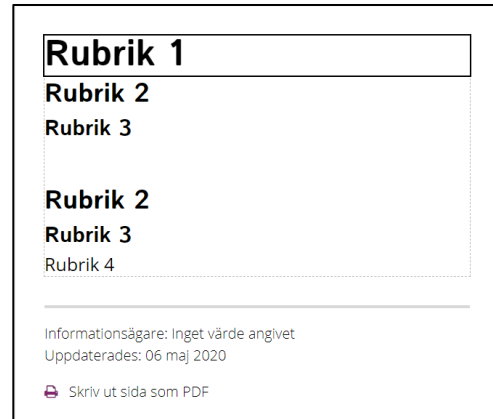 Rubrik 1
Rubrik 2
Rubrik 3
Rubrik 2
Rubrik 3
Rubrik 4
Informationsägare: Inget värde angivet
Uppdaterades: 06 maj 2020
Skriv ut sida som PDF